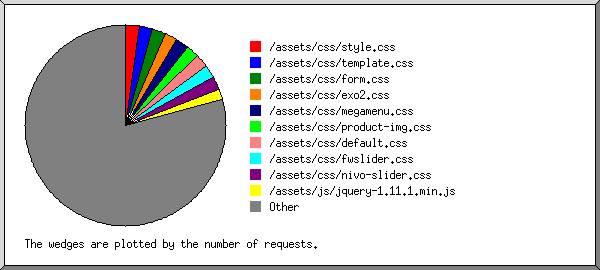 /assets/css/style.css
/assets/css/template.css
/assets/css/form.css
/assets/css/exo2.css
/assets/css/megamenu.css
/assets/css/product-img.css
/assets/css/default.css
/assets/css/fwslider.css
/assets/css/nivo-slider.css
/assets/js/jquery-1.11.1.min.js
Other
The wedges are plotted by the number of requests.